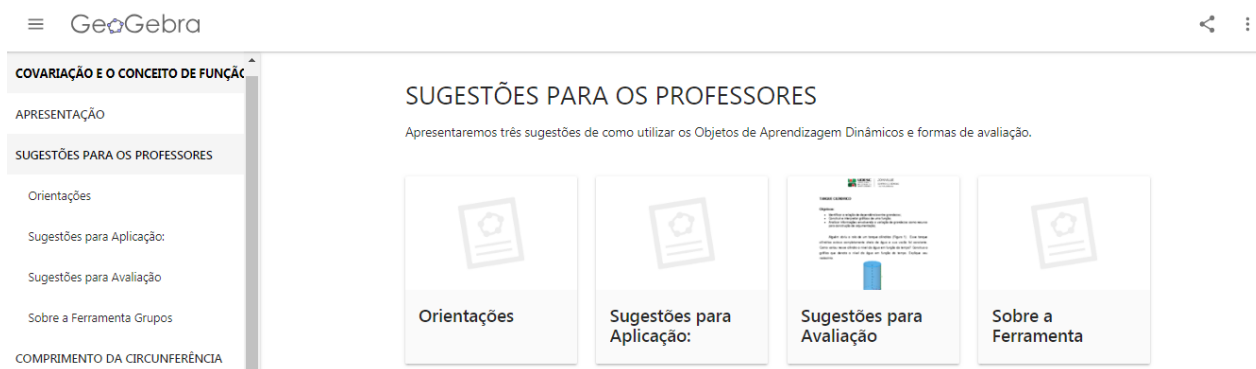 GeoGebra
COVARIAÇÃO E O CONCEITO DE FUNÇÃO
APRESENTAÇÃO
SUGESTÕES PARA OS PROFESSORES
Orientações
Sugestões para Aplicação:
Sugestões para Avaliação
Sobre a Ferramenta Grupos
COMPRIMENTO DA CIRCUNFERÊNCIA
SUGESTÕES PARA OS PROFESSORES
Apresentaremos três sugestões de como utilizar os Objetos de Aprendizagem Dinâmicos e formas de avaliação.
Orientações
Sugestões para
Aplicação:
Sugestões para
Avaliação
Sobre a
Ferramenta